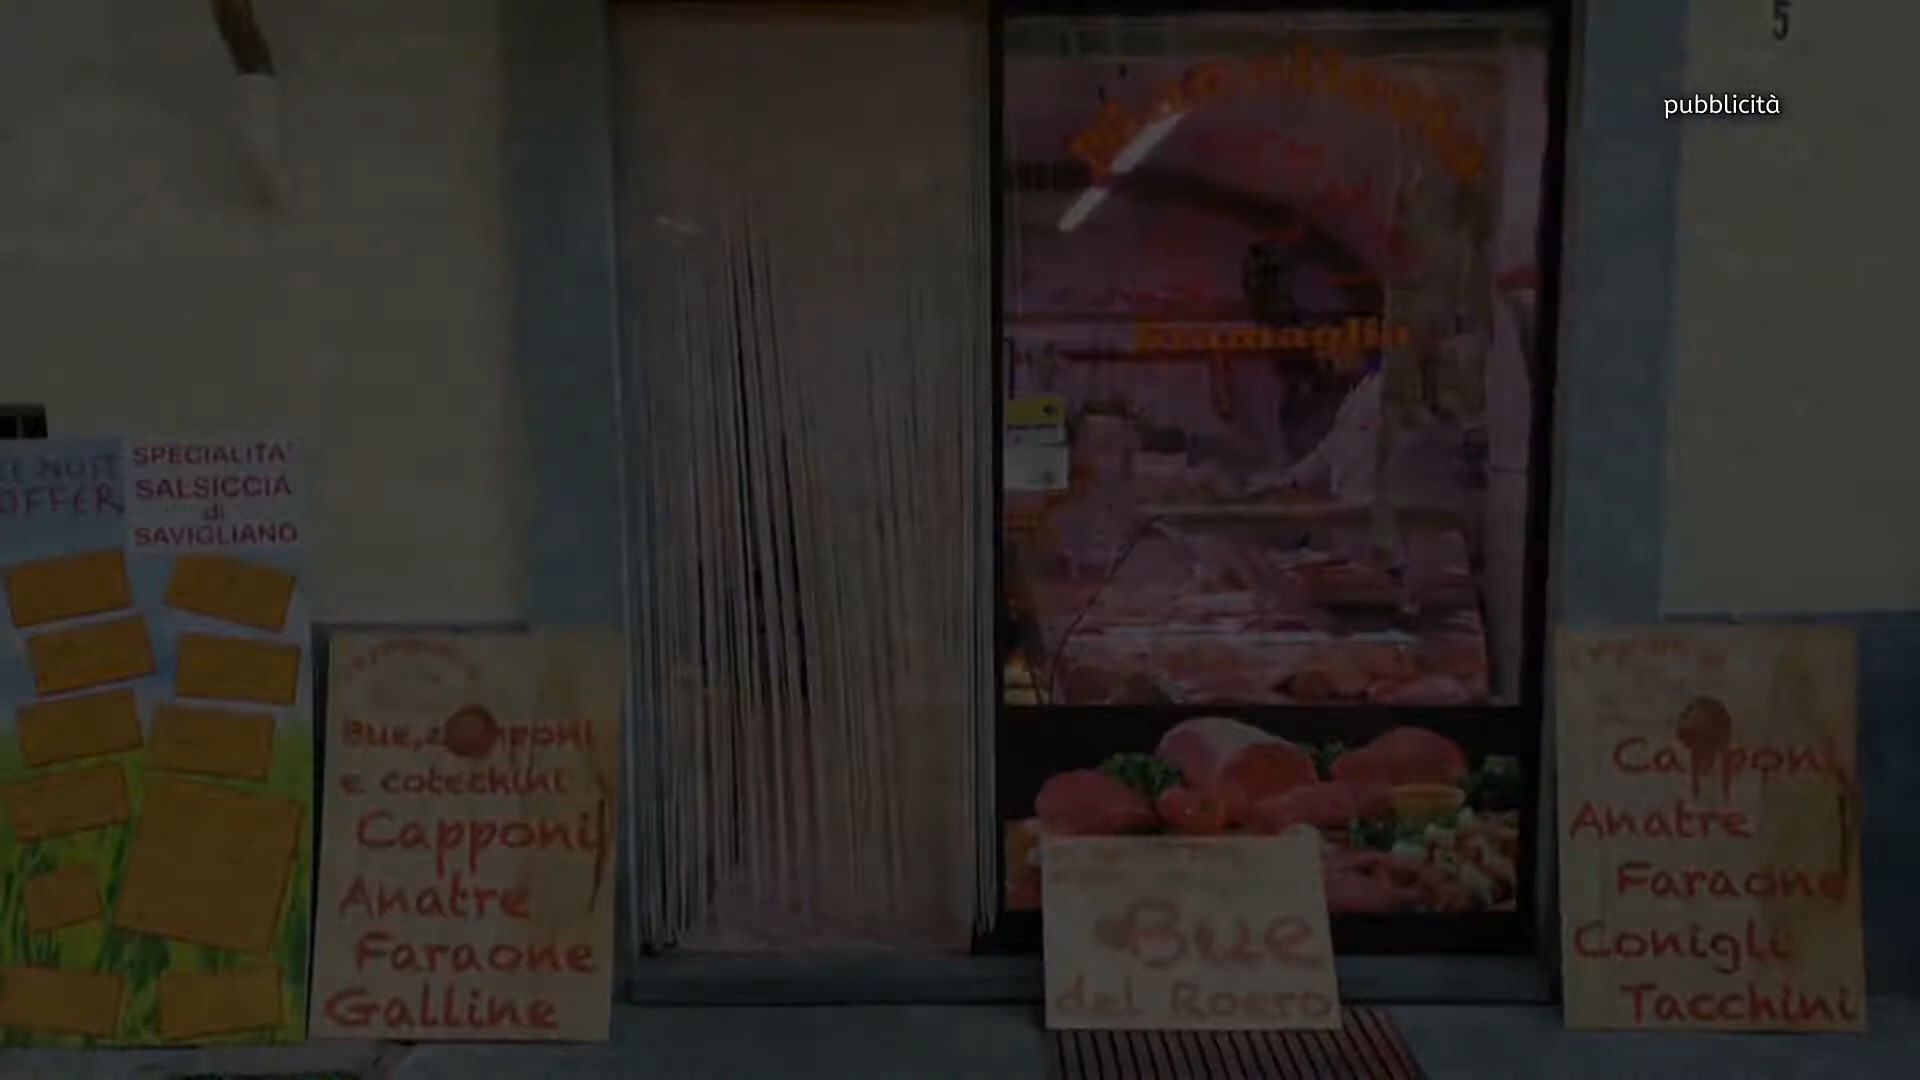 5
pubblicità
OFFER
SPECIALITA'
SALSICCIA
di
SAVIGLIANO
Bue,
e cotechini
Capponi
Anatre
Faraone
Galline
Bue
del Roero
Capponi
Anatre
Faraone
Conigli
Tacchini